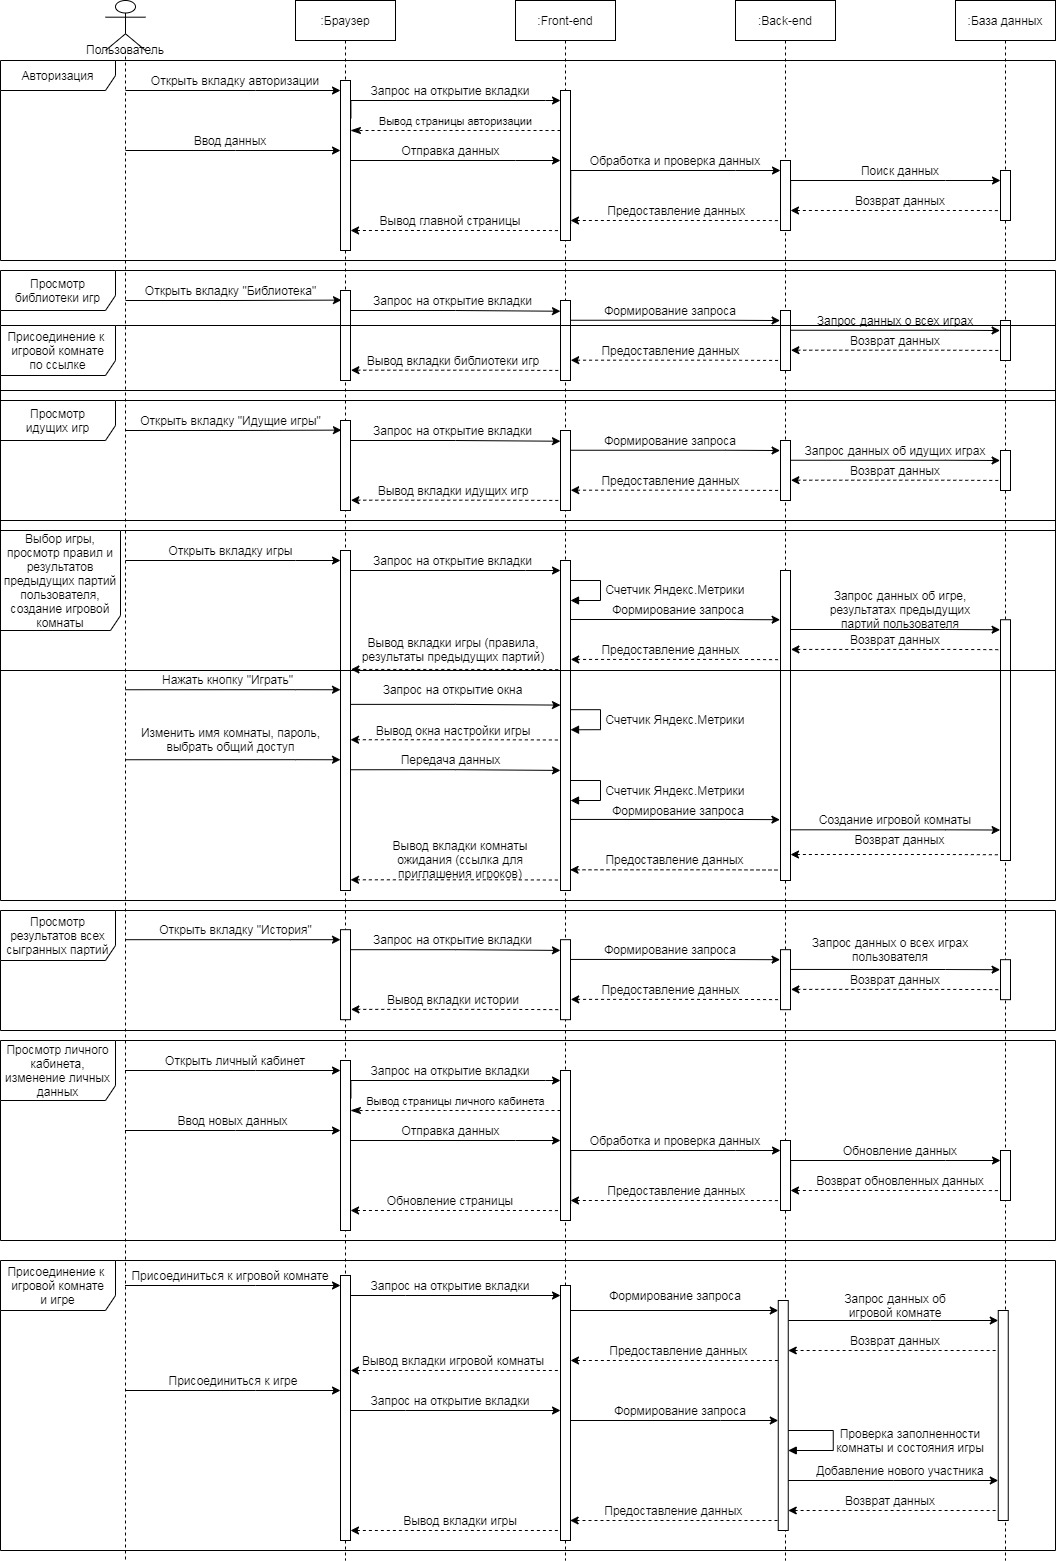 :Браузер
:Front-end
:Back-end
:База данных
Пользователь
Авторизация
Открыть вкладку авторизации
Запрос на открытие вкладки
Вывод страницы авторизации
Ввод данных
Отправка данных
Обработка и проверка данных
Поиск данных
Возврат данных
Предоставление данных
Вывод главной страницы
Просмотр
библиотеки игр
Открыть вкладку "Библиотека"
Запрос на открытие вкладки
Формирование запроса
Запрос данных о всех играх
Присоединение к
игровой комнате
по ссылке
Возврат данных
Предоставление данных
Вывод вкладки библиотеки игр
Просмотр
идущих игр
Открыть вкладку "Идущие игры"
Запрос на открытие вкладки
Формирование запроса
Запрос данных об идущих играх
Возврат данных
Предоставление данных
Вывод вкладки идущих игр
Выбор игры,
просмотр правил и
результатов
предыдущих партий
пользователя,
создание игровой
комнаты
Открыть вкладку игры
Запрос на открытие вкладки
Счетчик Яндекс.Метрики
Формирование запроса
Запрос данных об игре,
результатах предыдущих
партий пользователя
Возврат данных
Предоставление данных
Вывод вкладки игры (правила,
результаты предыдущих партий)
Нажать кнопку "Играть"
Запрос на открытие окна
Счетчик Яндекс.Метрики
Вывод окна настройки игры
Изменить имя комнаты, пароль,
выбрать общий доступ
Передача данных
Счетчик Яндекс.Метрики
Формирование запроса
Создание игровой комнаты
Возврат данных
Предоставление данных
Вывод вкладки комнаты
ожидания (ссылка для
приглашения игроков)
Просмотр
результатов всех
сыгранных партий
Открыть вкладку "История"
Запрос на открытие вкладки
Формирование запроса
Запрос данных о всех играх
пользователя
Возврат данных
Предоставление данных
Вывод вкладки истории
Просмотр личного
кабинета,
изменение личных
данных
Открыть личный кабинет
Запрос на открытие вкладки
Вывод страницы личного кабинета
Ввод новых данных
Отправка данных
Обработка и проверка данных
Обновление данных
Возврат обновленных данных
Предоставление данных
Обновление страницы
Присоединение к
игровой комнате
и игре
Присоединиться к игровой комнате
Запрос на открытие вкладки
Формирование запроса
Запрос данных об
игровой комнате
Возврат данных
Предоставление данных
Вывод вкладки игровой комнаты
Присоединиться к игре
Запрос на открытие вкладки
Формирование запроса
Проверка заполненности
комнаты и состояния игры
Добавление нового участника
Возврат данных
Предоставление данных
Вывод вкладки игры